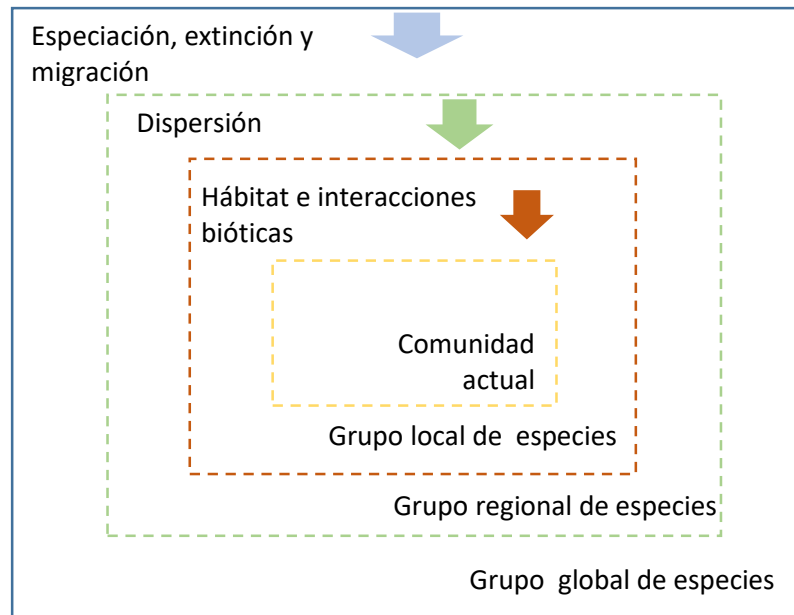 Especiación, extinción y
migración
Dispersión
Hábitat e interacciones
bióticas
Comunidad
actual
Grupo local de especies
Grupo regional de especies
Grupo global de especies